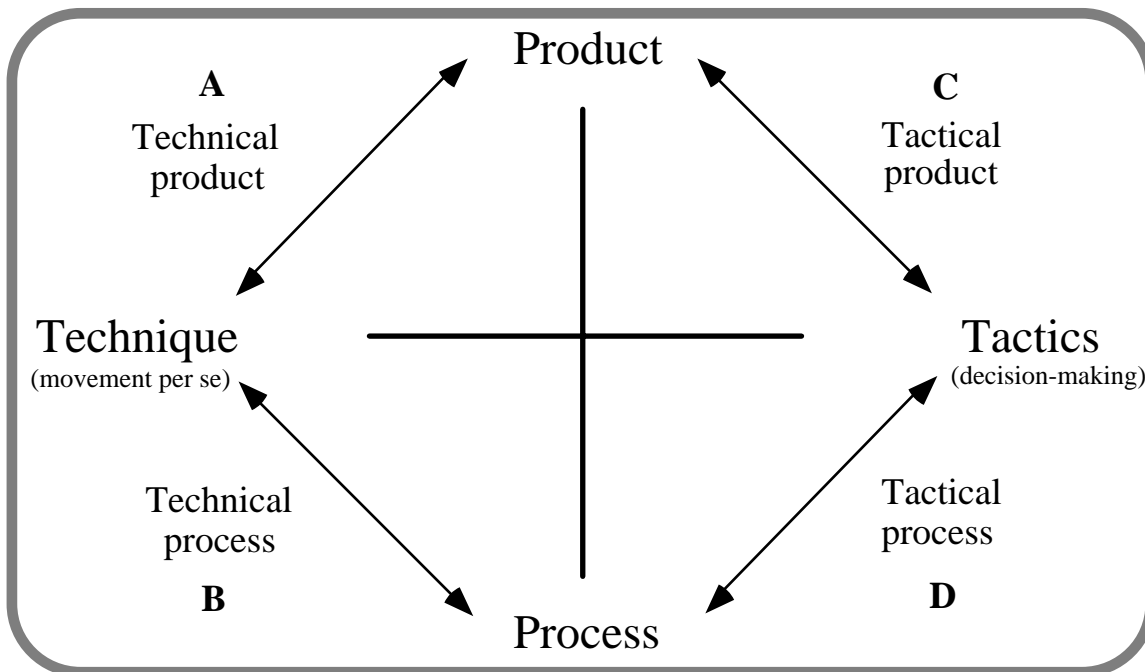 Product
A
Technical
product
C
Tactical
product
Technique
(movement per se)
Tactics
(decision-making)
Technical
process
B
Tactical
process
D
Process